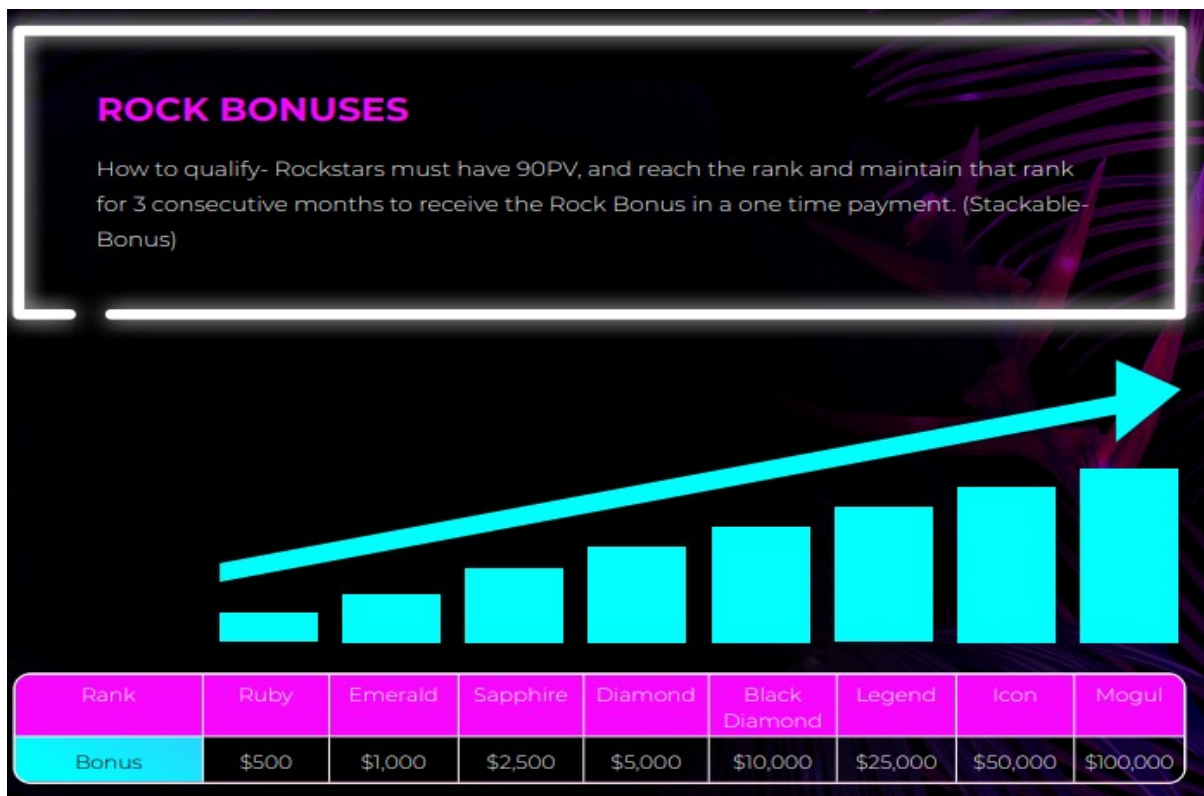 ROCK BONUSES
How to qualify- Rockstars must have 90PV, and reach the rank and maintain that rank
for 3 consecutive months to receive the Rock Bonus in a one time payment. (Stackable-
Bonus)
Rank Ruby Emerald Sapphire Diamond Black Diamond Legend Icon Mogul
Bonus $500 $1,000 $2,500 $5,000 $10,000 $25,000 $50,000 $100,000